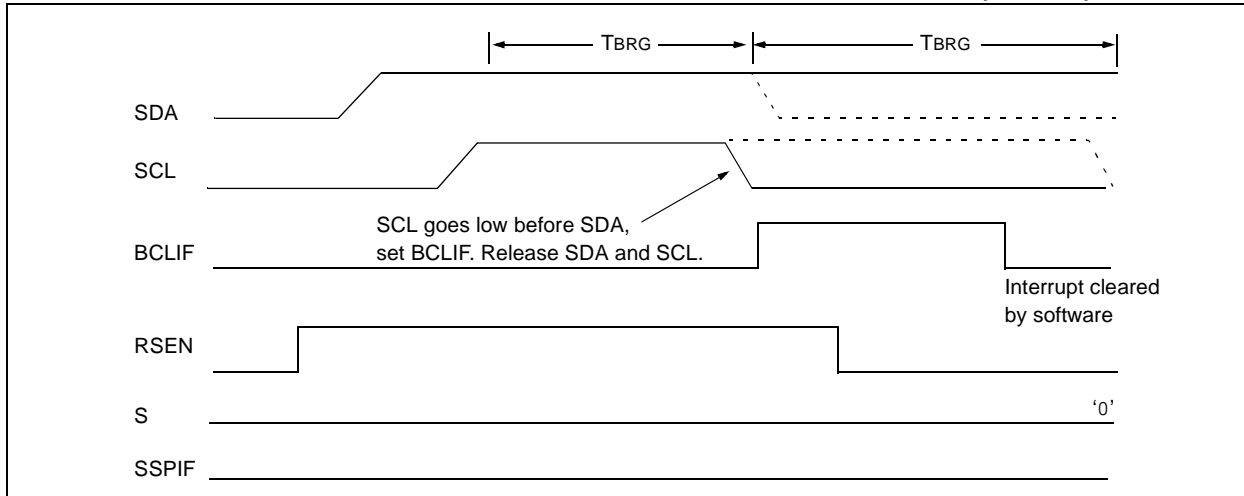 TBRG TBRG
SDA
SCL
SCL goes low before SDA,
set BCLIF. Release SDA and SCL.
BCLIF
Interrupt cleared
by software
RSEN
S ‘0’
SSPIF